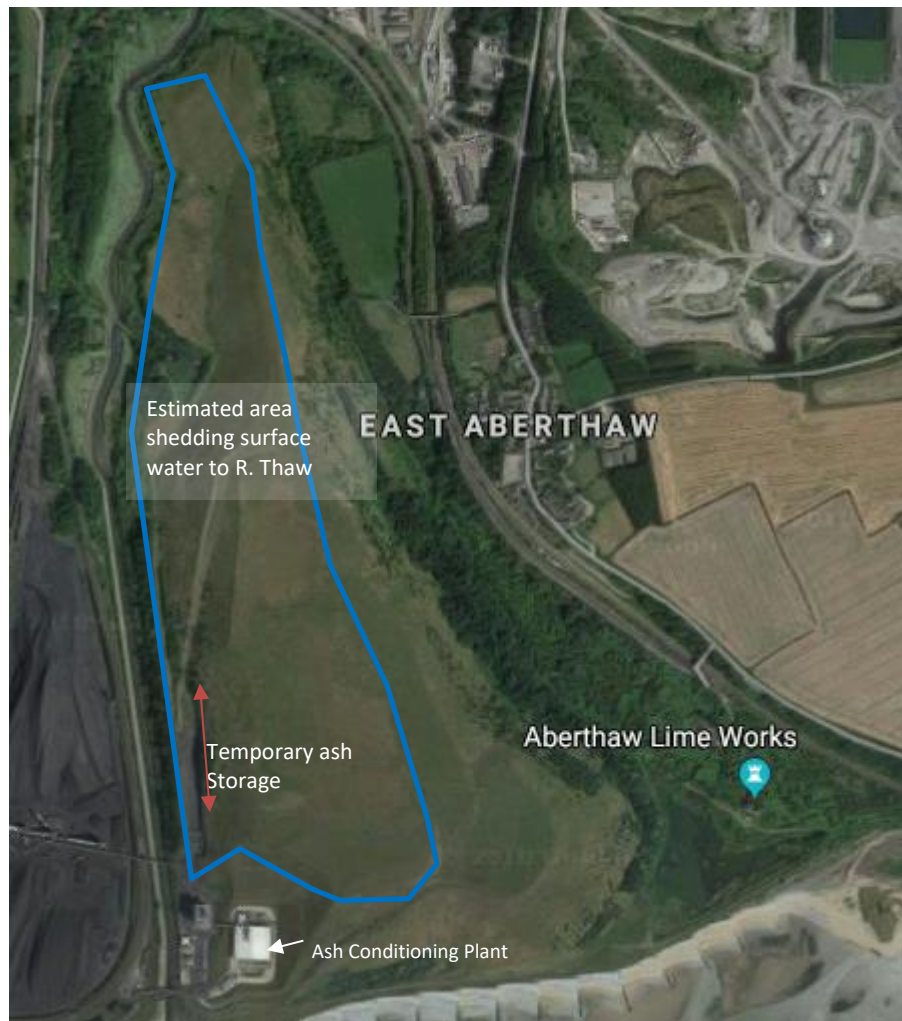 Estimated area
shedding surface
water to R. Thaw
EAST ABERTHAW
Temporary ash
Storage
Aberthaw Lime Works
Ash Conditioning Plant